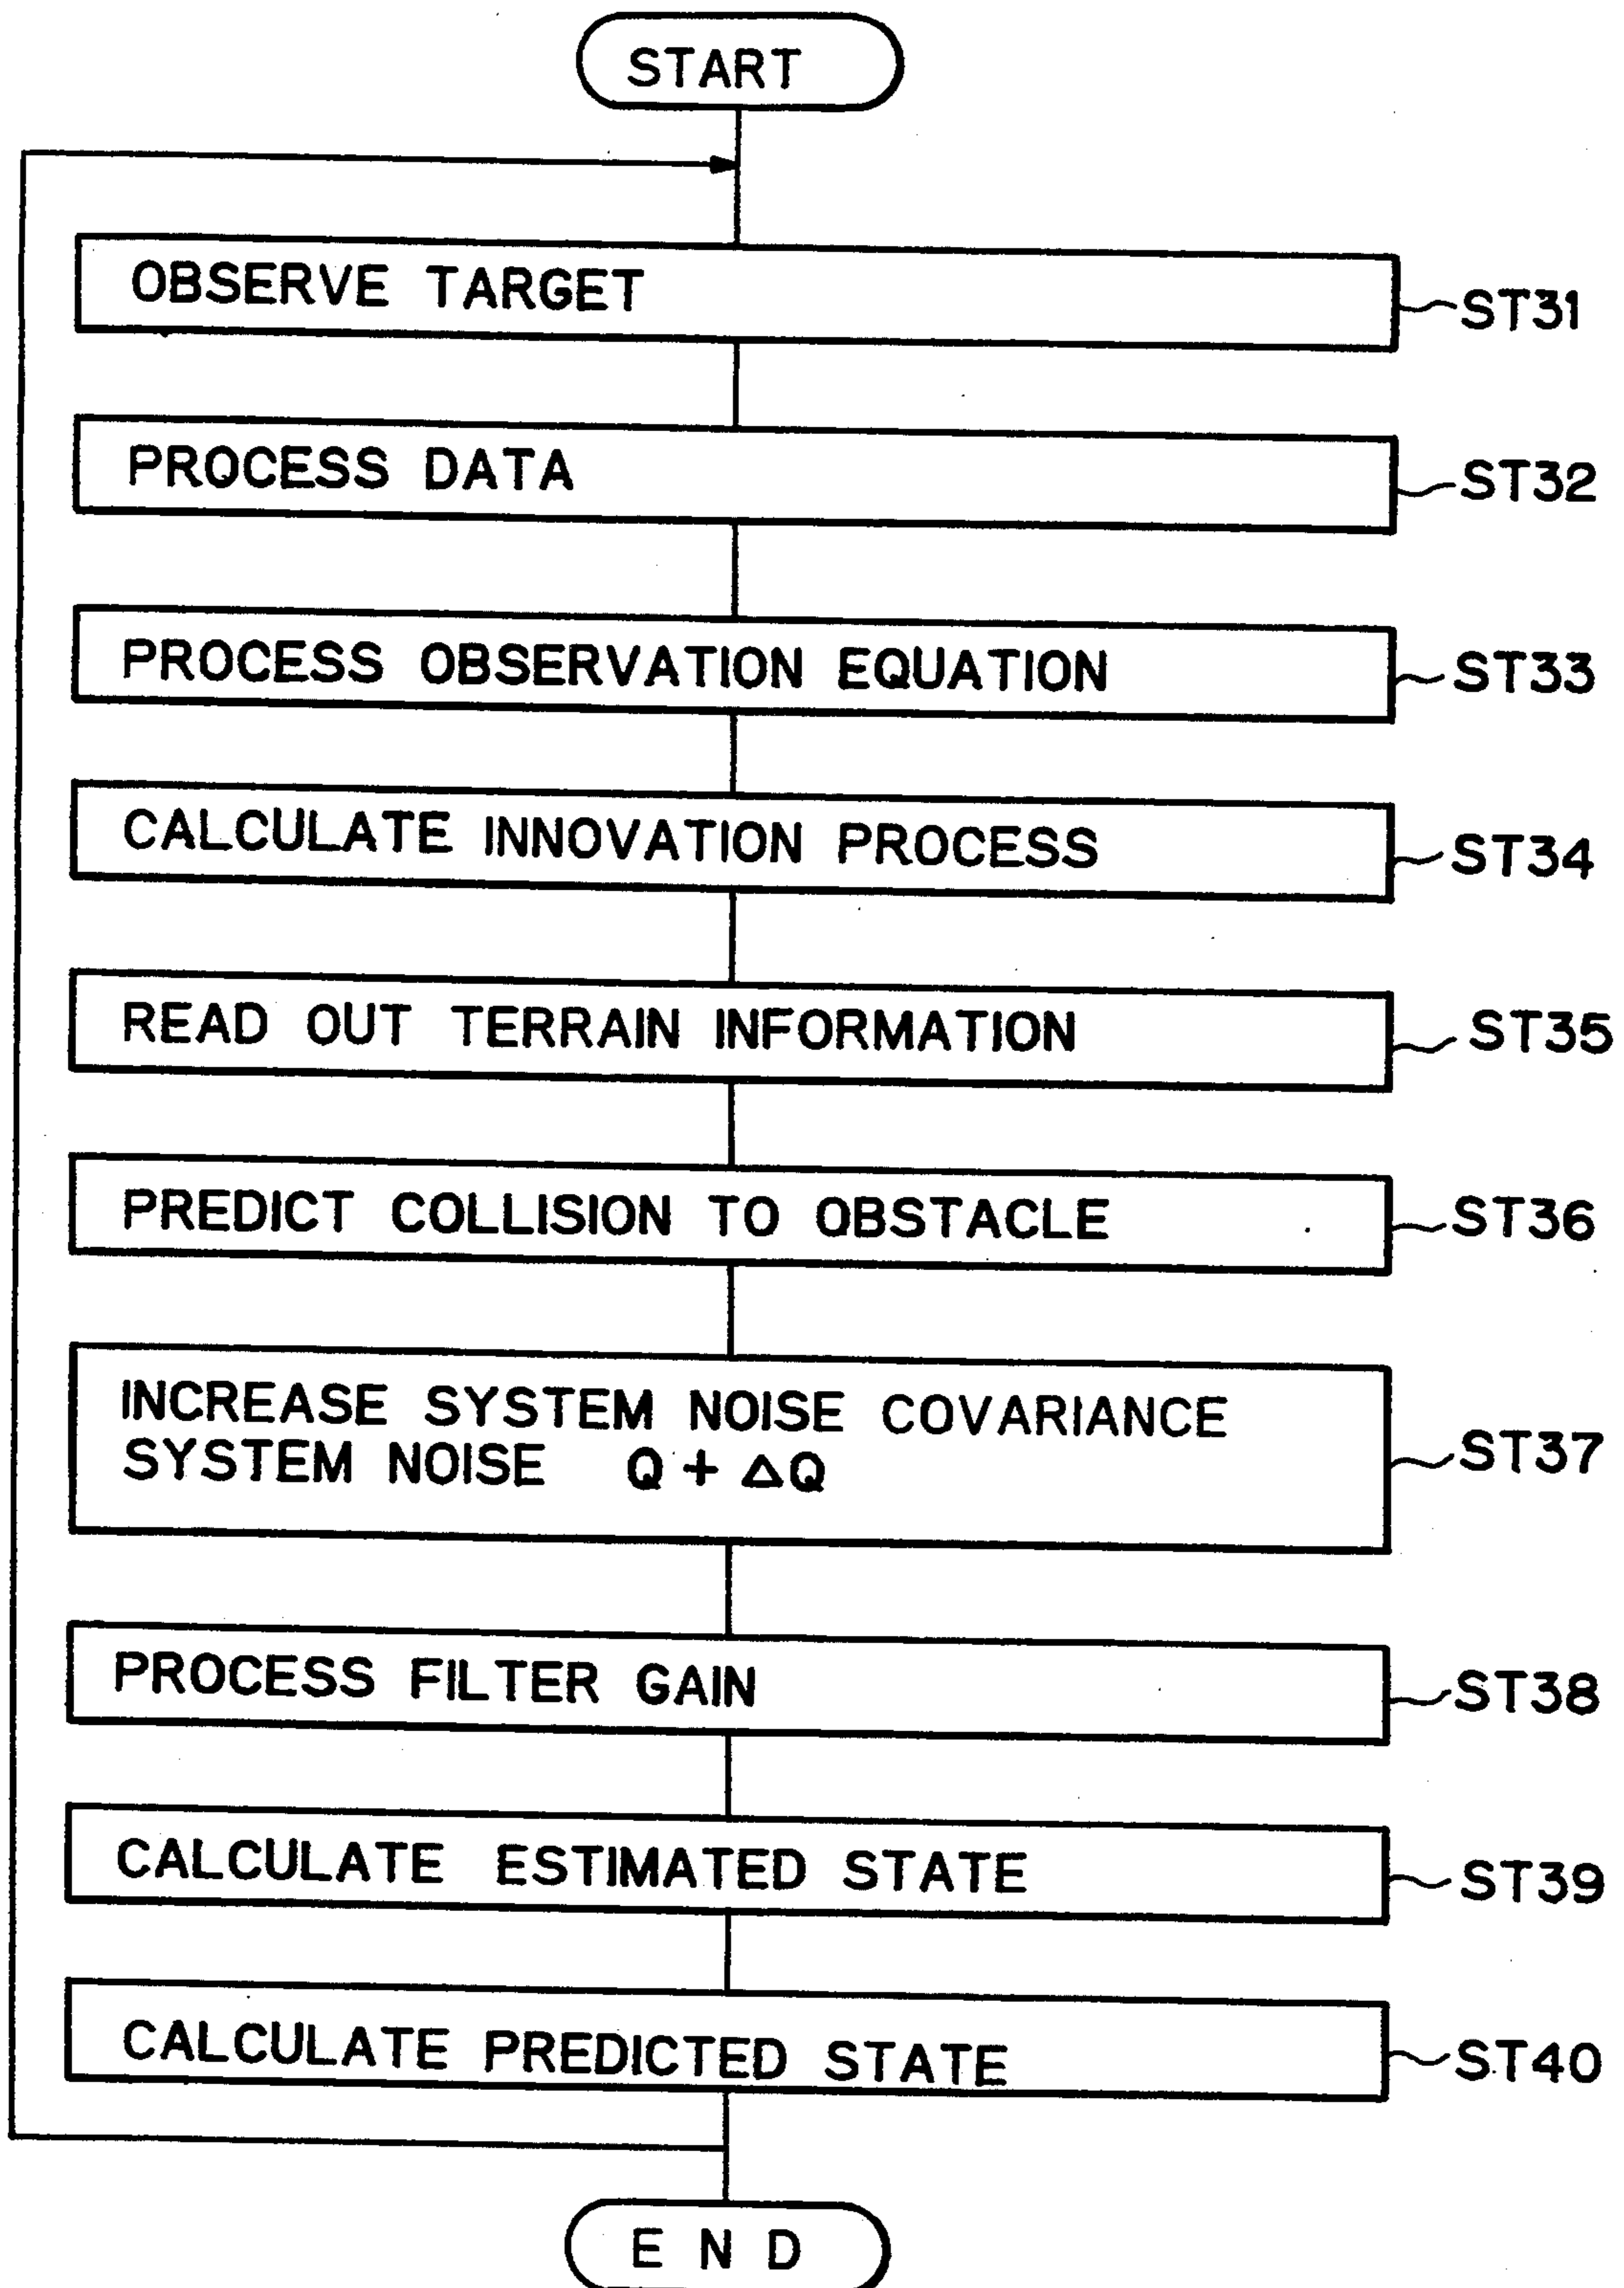 START
OBSERVE TARGET
ST31
PROCESS DATA
ST32
PROCESS OBSERVATION EQUATION
ST33
CALCULATE INNOVATION PROCESS
ST34
READ OUT TERRAIN INFORMATION
ST35
PREDICT COLLISION TO OBSTACLE
ST36
INCREASE SYSTEM NOISE COVARIANCE
SYSTEM NOISE Q + ΔQ
ST37
PROCESS FILTER GAIN
ST38
CALCULATE ESTIMATED STATE
ST39
CALCULATE PREDICTED STATE
ST40
END